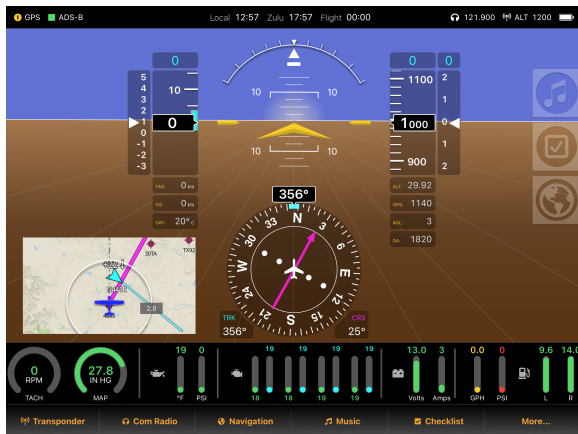 GPS ADS-B Local 12:57 Zulu 17:57 Flight 00:00 121.900 ALT 1200
0 0 0
5 4 3 2 1 0 -1 -2 -3
10 0
10 10
10 10
1100 1000 900
2 1 0 1 2
TAS: 0 kts
GS: 0 kts
OAT: 20° C
ALT: 29.92
GPS: 1140
AGL: 3
DA: 1820
356°
N 3 6 E 12 15 S 21 24 W 30 33
TRK 356°
CRS 25°
30TA TX92
2.8
0 RPM TACH
27.8 IN HG MAP
19 0
°F PSI
19 19 19 19
18 18 18 18
13.0 3
Volts Amps
0.0 0
GPH PSI
9.6 14.0
L R
Transponder Com Radio Navigation Music Checklist More...